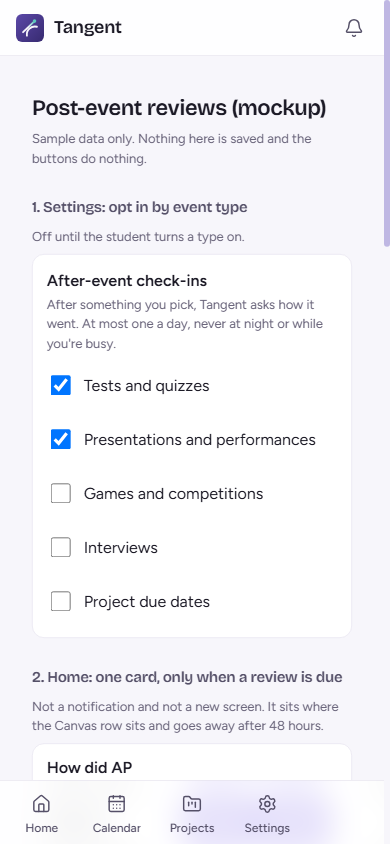 Tangent
Post-event reviews (mockup)
Sample data only. Nothing here is saved and the
buttons do nothing.
1. Settings: opt in by event type
Off until the student turns a type on.
After-event check-ins
After something you pick, Tangent asks how it
went. At most one a day, never at night or while
you're busy.
Tests and quizzes
Presentations and performances
Games and competitions
Interviews
Project due dates
2. Home: one card, only when a review is due
Not a notification and not a new screen. It sits where
the Canvas row sits and goes away after 48 hours.
How did AP
Home
Calendar
Projects
Settings